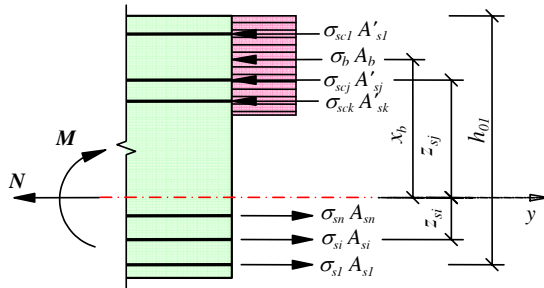 σsc1 A's1
σb Ab
σscj A'sj
σsck A'sk
M
N
xb
zsj
h01
zsi
y
σsn Asn
σsi Asi
σs1 As1